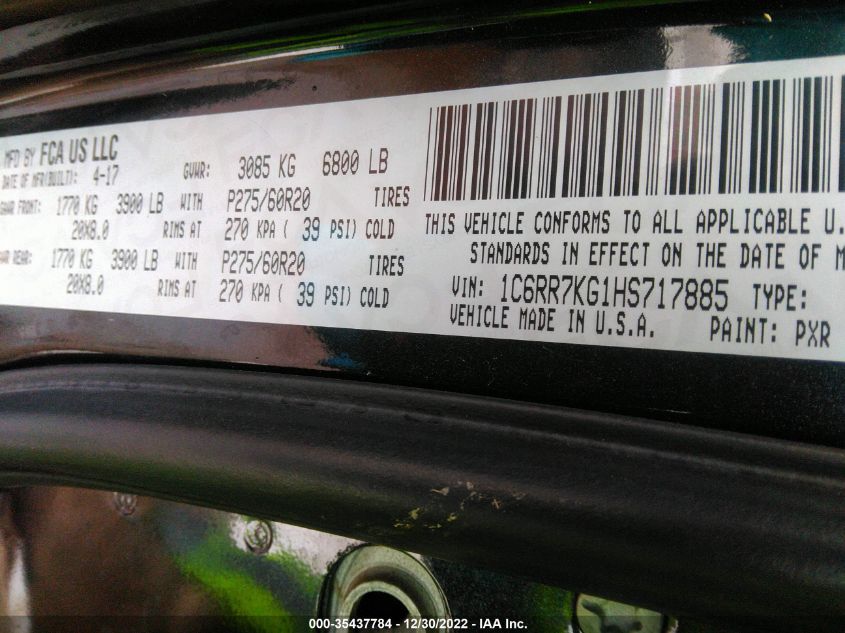 MFD BY FCA US LLC
DATE OF MFR(BUILT): 4-17
GVWR: 3085 KG 6800 LB
GAWR FRONT: 1770 KG 3900 LB WITH P275/60R20 TIRES
20X8.0 RIMS AT 270 KPA ( 39 PSI) COLD
GAWR REAR: 1770 KG 3900 LB WITH P275/60R20 TIRES
20X8.0 RIMS AT 270 KPA ( 39 PSI) COLD
THIS VEHICLE CONFORMS TO ALL APPLICABLE U.
STANDARDS IN EFFECT ON THE DATE OF M
VIN: 1C6RR7KG1HS717885 TYPE:
VEHICLE MADE IN U.S.A. PAINT: PXR
000-35437784 - 12/30/2022 - IAA Inc.